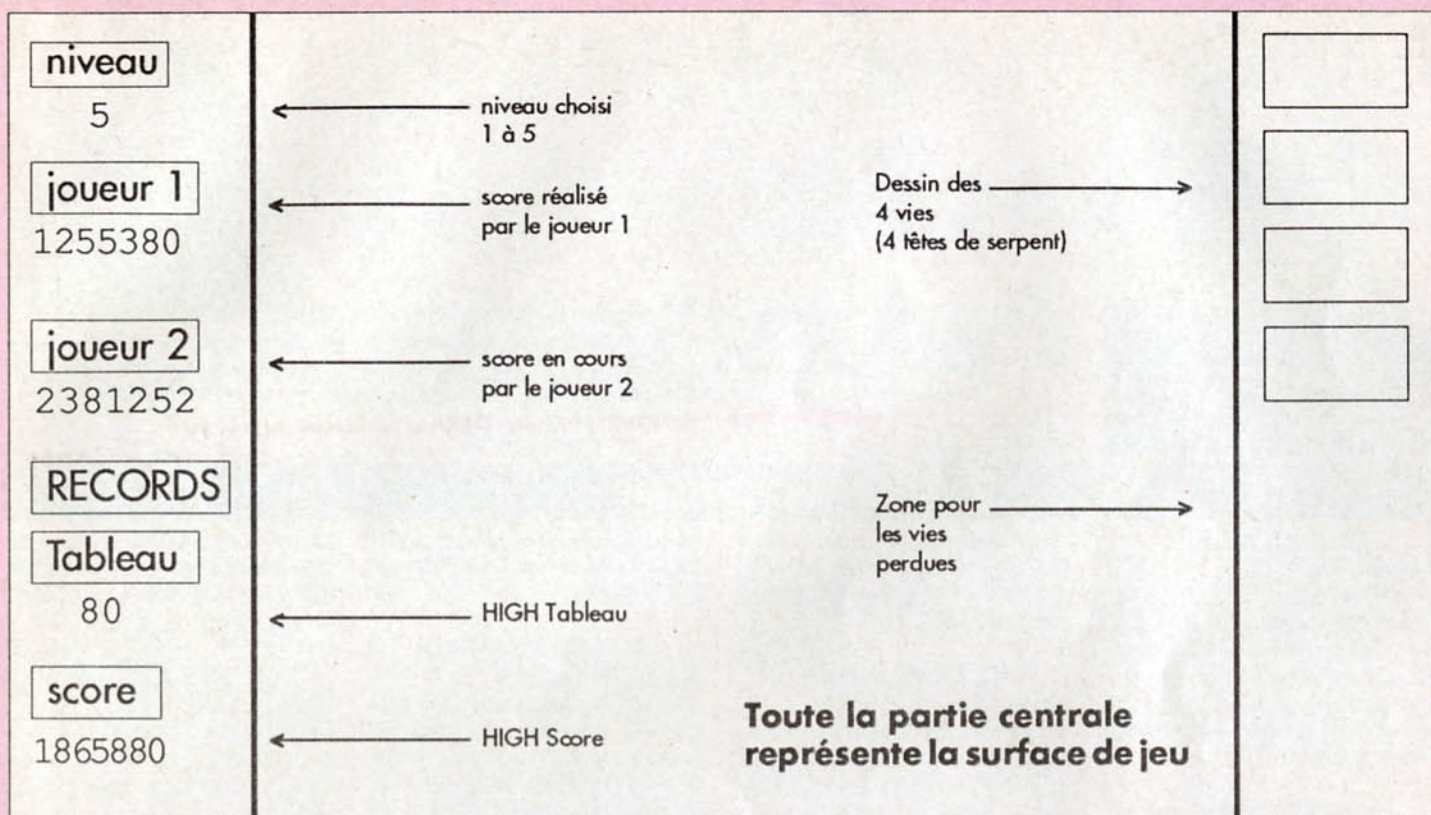 niveau
5
joueur 1
1255380
joueur 2
2381252
RECORDS
Tableau
80
score
1865880
niveau choisi
1 à 5
score réalisé
par le joueur 1
score en cours
par le joueur 2
HIGH Tableau
HIGH Score
Dessin des
4 vies
(4 têtes de serpent)
Zone pour
les vies
perdues
Toute la partie centrale
représente la surface de jeu